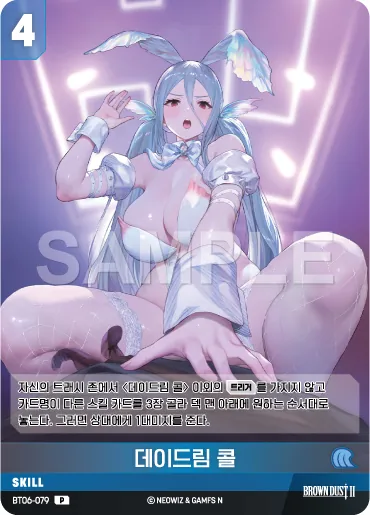 4
SAMPLE
자신의 트래시 존에서 <데이드림 콜> 이외의 트리거 를 가지지 않고
카드명이 다른 스킬 카드를 3장 골라 덱 맨 아래에 원하는 순서대로
놓는다. 그러면 상대에게 1대미지를 준다.
데이드림 콜
SKILL
BT06-079 P
© NEOWIZ & GAMFS N
BROWN DUST II